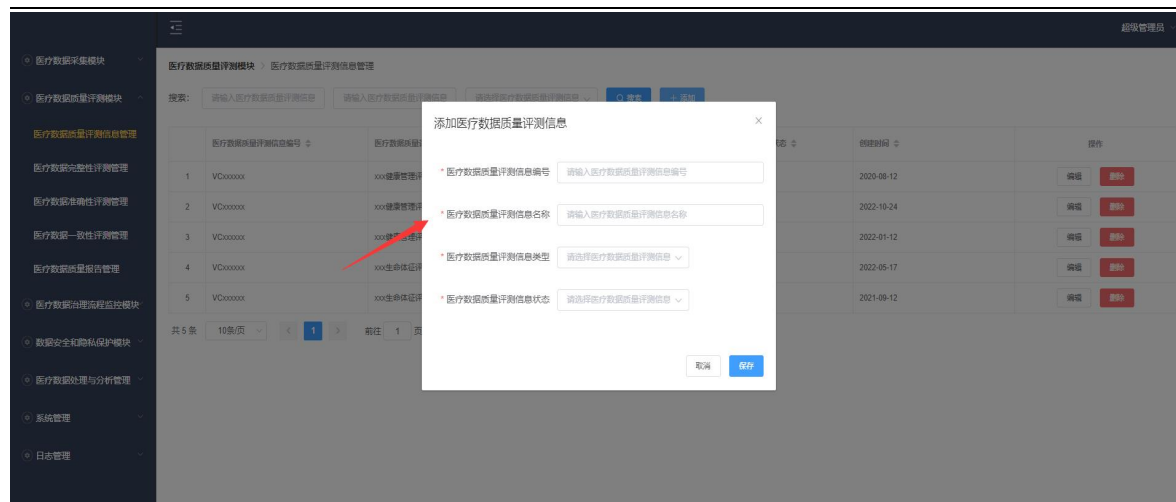 超级管理员
医疗数据采集模块
医疗数据质量评测模块
医疗数据质量评测信息管理
医疗数据完整性评测管理
医疗数据准确性评测管理
医疗数据一致性评测管理
医疗数据质量报告管理
医疗数据治理流程监控模块
数据安全和隐私保护模块
医疗数据处理与分析管理
系统管理
日志管理
医疗数据质量评测模块 > 医疗数据质量评测信息管理
搜索: 请输入医疗数据质量评测信息 请输入医疗数据质量评测信息 请选择医疗数据质量评测信息 搜索 + 添加
医疗数据质量评测信息编号 医疗数据质量 状态 创建时间 操作
1 VCxxxxxx xxx健康管理评 2020-08-12 编辑 删除
2 VCxxxxxx xxx健康管理评 2022-10-24 编辑 删除
3 VCxxxxxx xxx健康管理评 2022-01-12 编辑 删除
4 VCxxxxxx xxx生命体征评 2022-05-17 编辑 删除
5 VCxxxxxx xxx生命体征评 2021-09-12 编辑 删除
共 5 条 10条/页 < 1 > 前往 1 页
添加医疗数据质量评测信息 ×
* 医疗数据质量评测信息编号 请输入医疗数据质量评测信息编号
* 医疗数据质量评测信息名称 请输入医疗数据质量评测信息名称
* 医疗数据质量评测信息类型 请选择医疗数据质量评测信息
* 医疗数据质量评测信息状态 请选择医疗数据质量评测信息
取消 保存